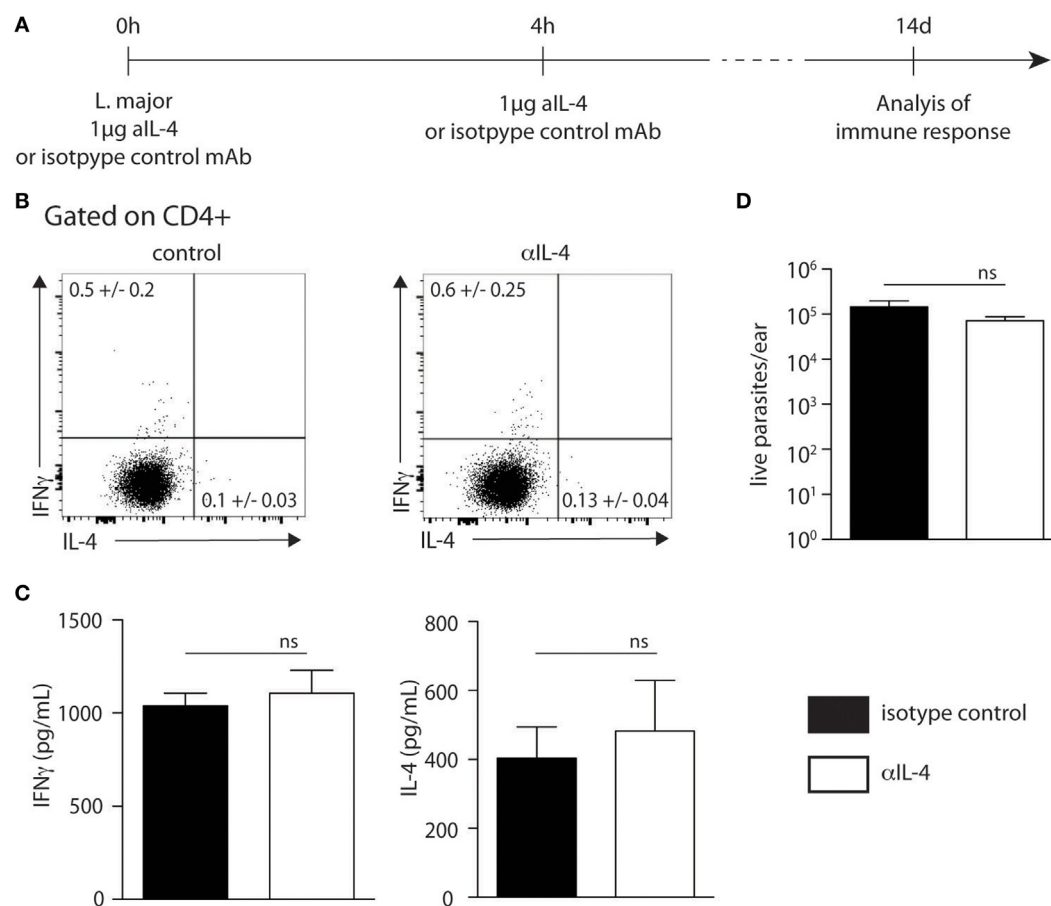 A
0h
4h
14d
L. major
1µg aIL-4
or isotpype control mAb
1µg aIL-4
or isotpype control mAb
Analyis of
immune response
B
Gated on CD4+
control
αIL-4
0.5 +/- 0.2
0.1 +/- 0.03
IFNγ
IL-4
0.6 +/- 0.25
0.13 +/- 0.04
IFNγ
IL-4
D
ns
10⁶
10⁵
10⁴
10³
10²
10¹
10⁰
live parasites/ear
C
ns
1500
1000
500
0
IFNγ (pg/mL)
ns
800
600
400
200
0
IL-4 (pg/mL)
isotype control
αIL-4